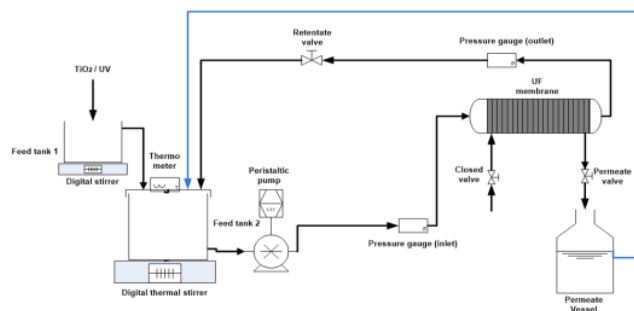 Retentate
valve
Pressure gauge (outlet)
TiO2 / UV
UF
membrane
Feed tank 1
Thermo
meter
Digital stirrer
Peristaltic
pump
Closed
valve
Permeate
valve
Feed tank 2
Pressure gauge (inlet)
Digital thermal stirrer
Permeate
Vessel